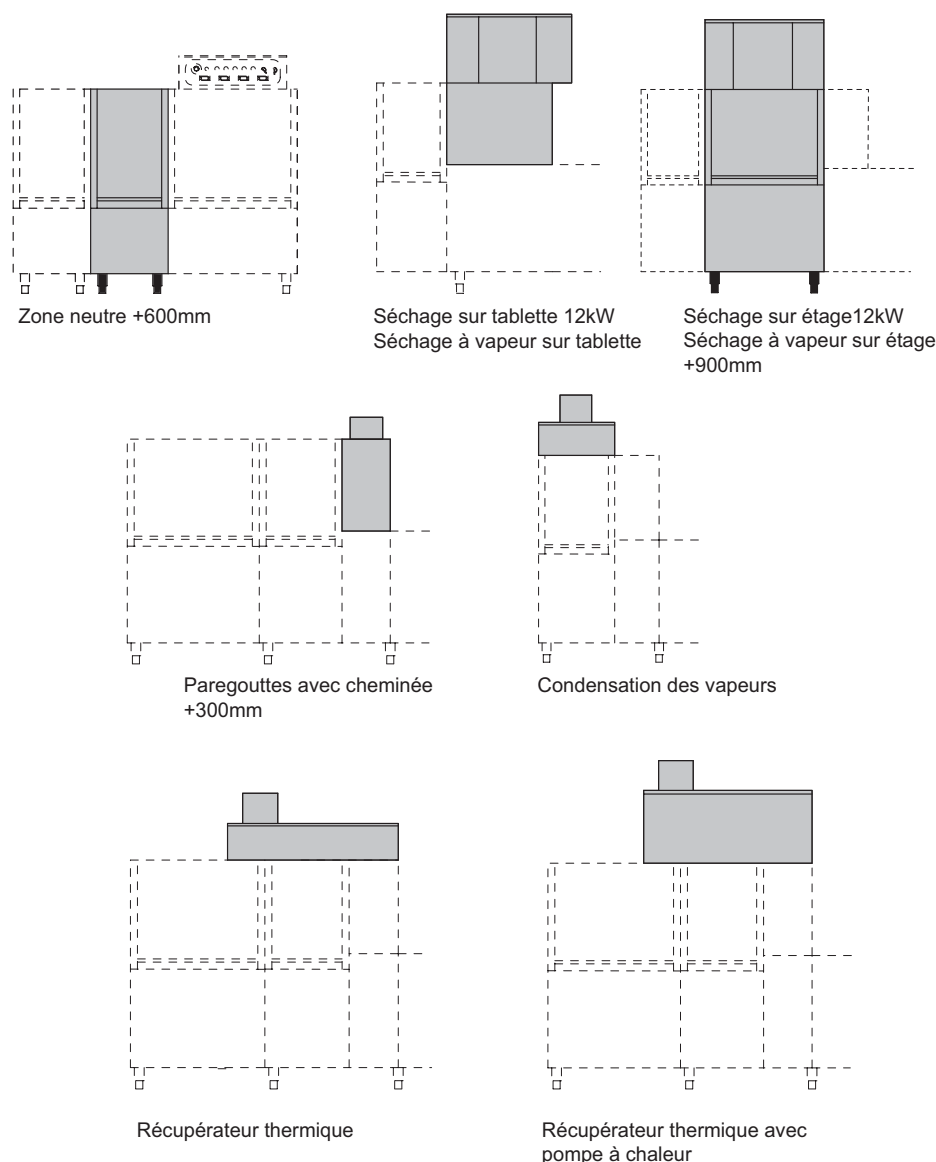 Zone neutre +600mm
Séchage sur tablette 12kW
Séchage à vapeur sur tablette
Séchage sur étage12kW
Séchage à vapeur sur étage
+900mm
Paregouttes avec cheminée
+300mm
Condensation des vapeurs
Récupérateur thermique
Récupérateur thermique avec
pompe à chaleur